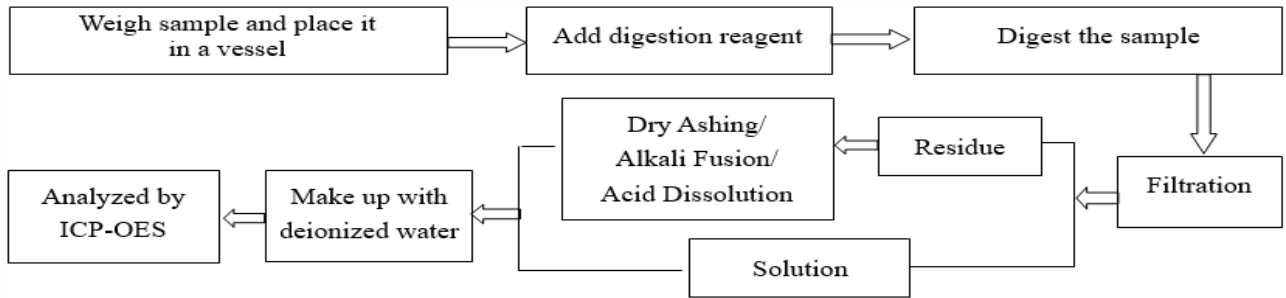 Weigh sample and place it
in a vessel
Add digestion reagent
Digest the sample
Filtration
Residue
Dry Ashing/
Alkali Fusion/
Acid Dissolution
Solution
Make up with
deionized water
Analyzed by
ICP-OES